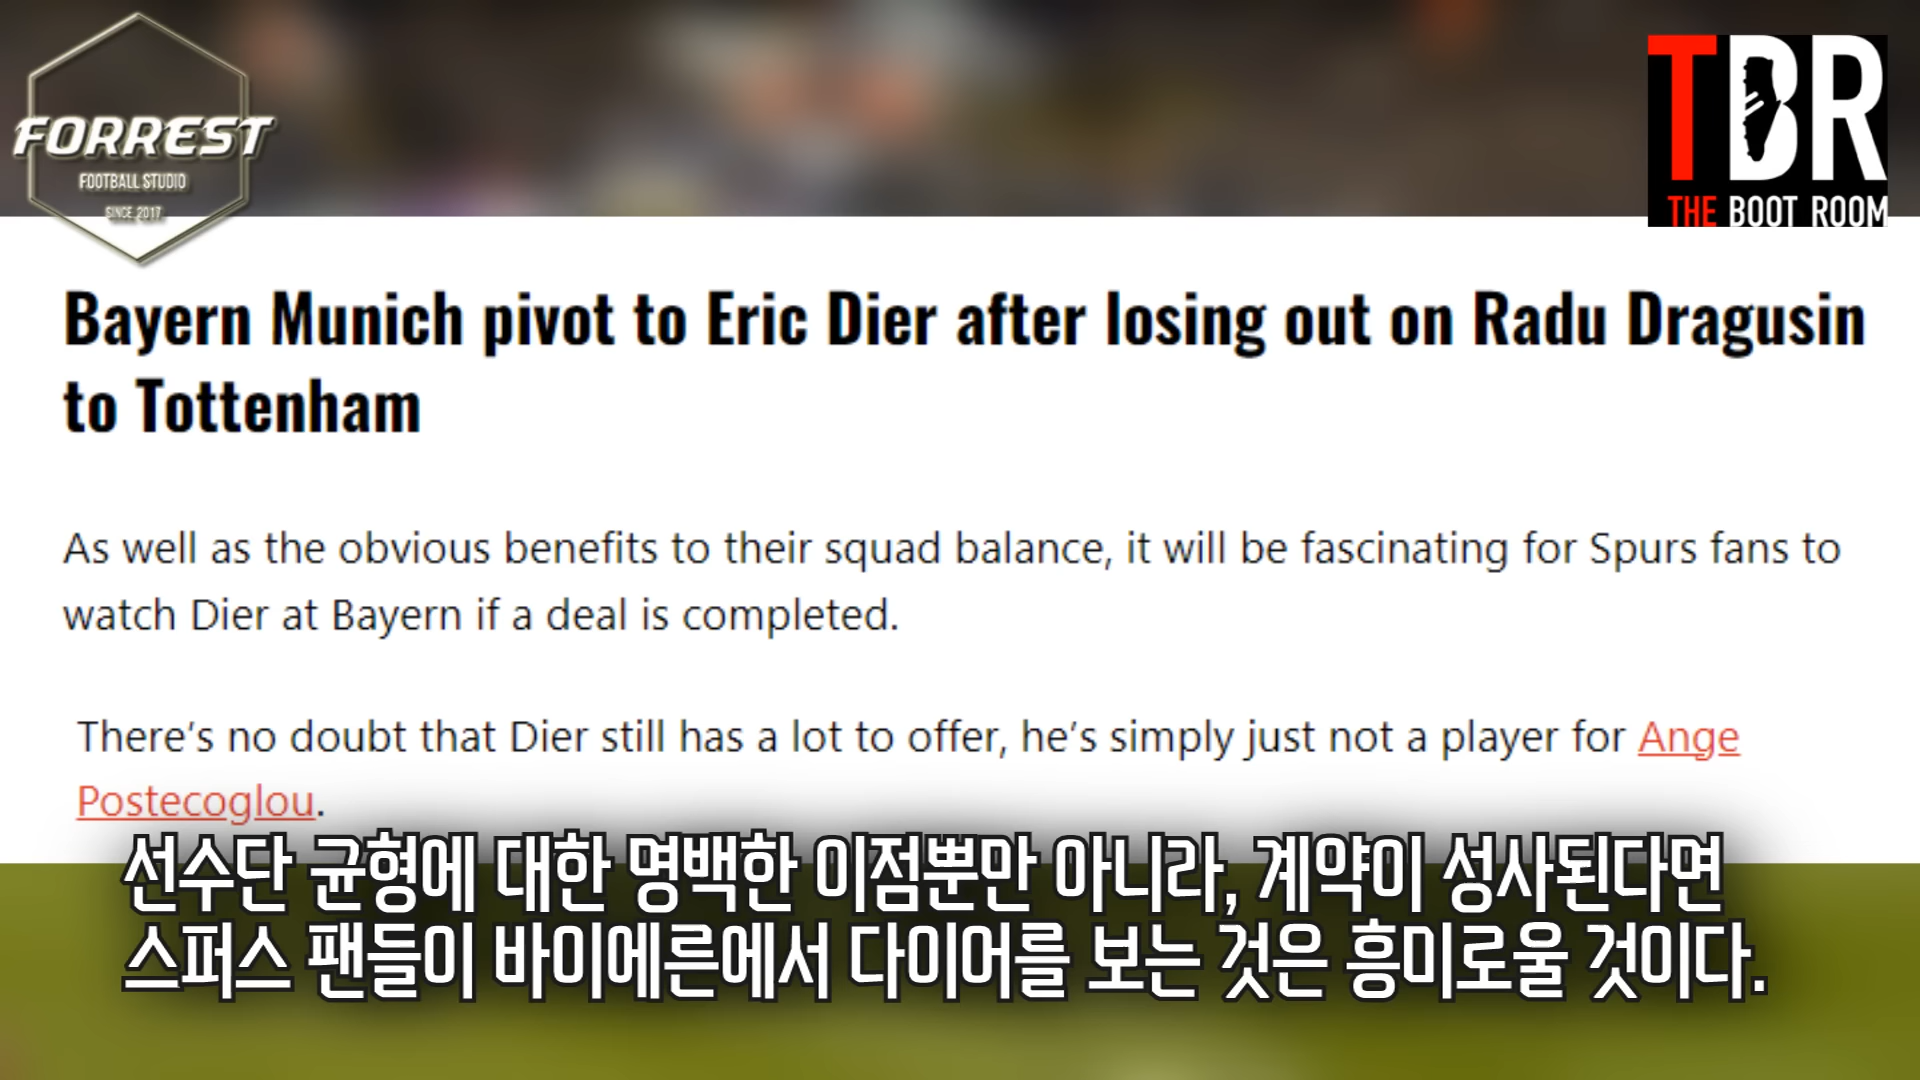 FORREST
FOOTBALL STUDIO
SINCE 2017
TBR
THE BOOT ROOM
Bayern Munich pivot to Eric Dier after losing out on Radu Dragusin
to Tottenham
As well as the obvious benefits to their squad balance, it will be fascinating for Spurs fans to
watch Dier at Bayern if a deal is completed.
There’s no doubt that Dier still has a lot to offer, he’s simply just not a player for Ange
Postecoglou.
선수단 균형에 대한 명백한 이점뿐만 아니라, 계약이 성사된다면
스퍼스 팬들이 바이에른에서 다이어를 보는 것은 흥미로울 것이다.